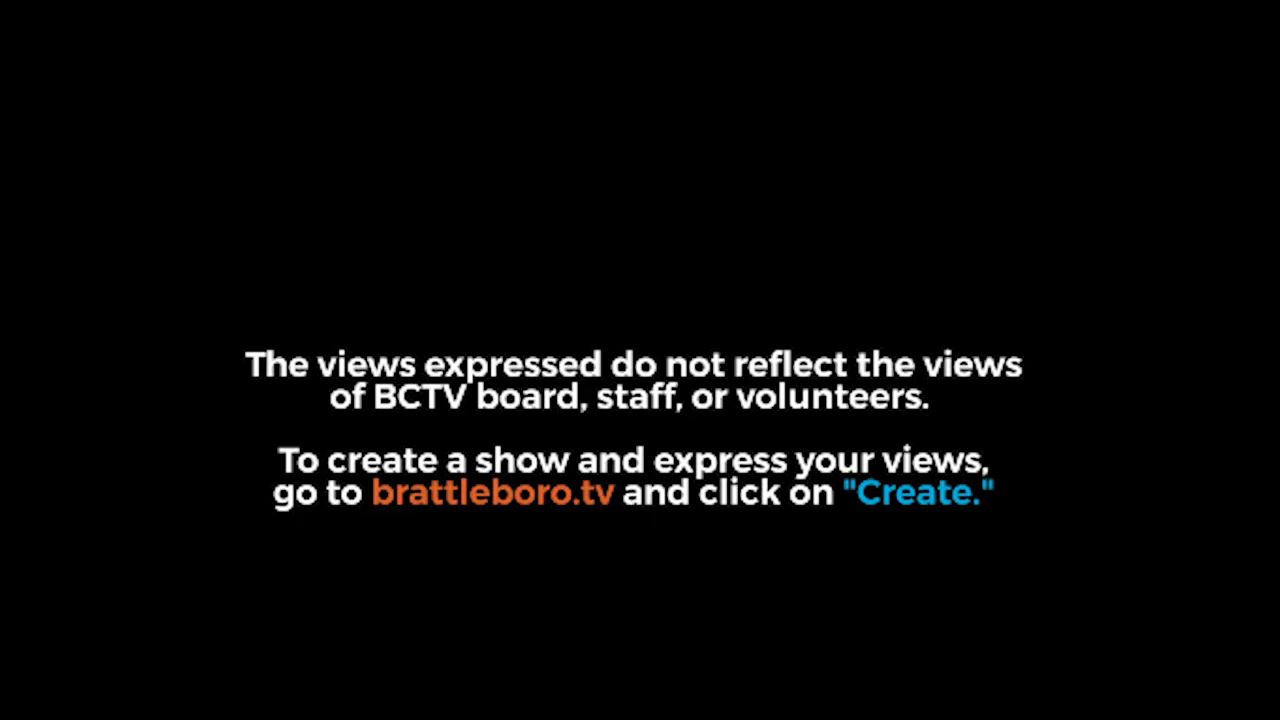 The views expressed do not reflect the views
of BCTV board, staff, or volunteers.
To create a show and express your views,
go to brattleboro.tv and click on "Create."